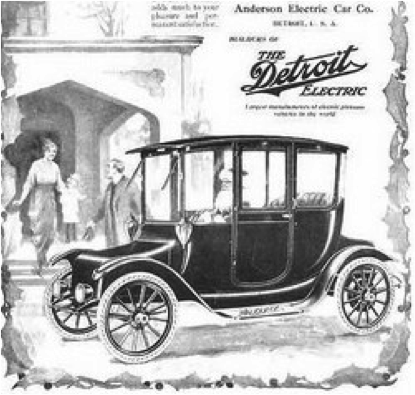 adds much to your
pleasure and per-
manent satisfaction.
Anderson Electric Car Co.
DETROIT, U. S. A.
BUILDERS OF
THE
Detroit
ELECTRIC
Largest manufacturers of electric pleasure
vehicles in the world